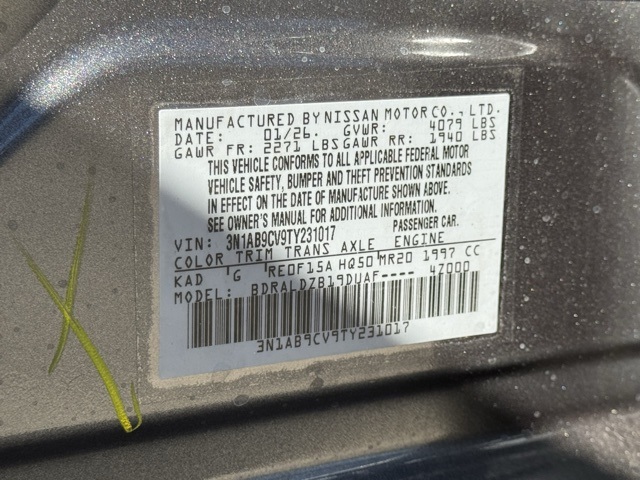 MANUFACTURED BY NISSAN MOTOR CO., LTD.
DATE: 01/26. GVWR: 4079 LBS
GAWR FR: 2271 LBS GAWR RR: 1940 LBS
THIS VEHICLE CONFORMS TO ALL APPLICABLE FEDERAL MOTOR
VEHICLE SAFETY, BUMPER AND THEFT PREVENTION STANDARDS
IN EFFECT ON THE DATE OF MANUFACTURE SHOWN ABOVE.
SEE OWNER'S MANUAL FOR ADDITIONAL INFORMATION.
VIN: 3N1AB9CV9TY231017 PASSENGER CAR.
COLOR TRIM TRANS AXLE ENGINE
KAD G RE0F15A HQ50 MR20 1997 CC
MODEL: BDRALDZB19DUAF---- 4Z000
3N1AB9CV9TY231017